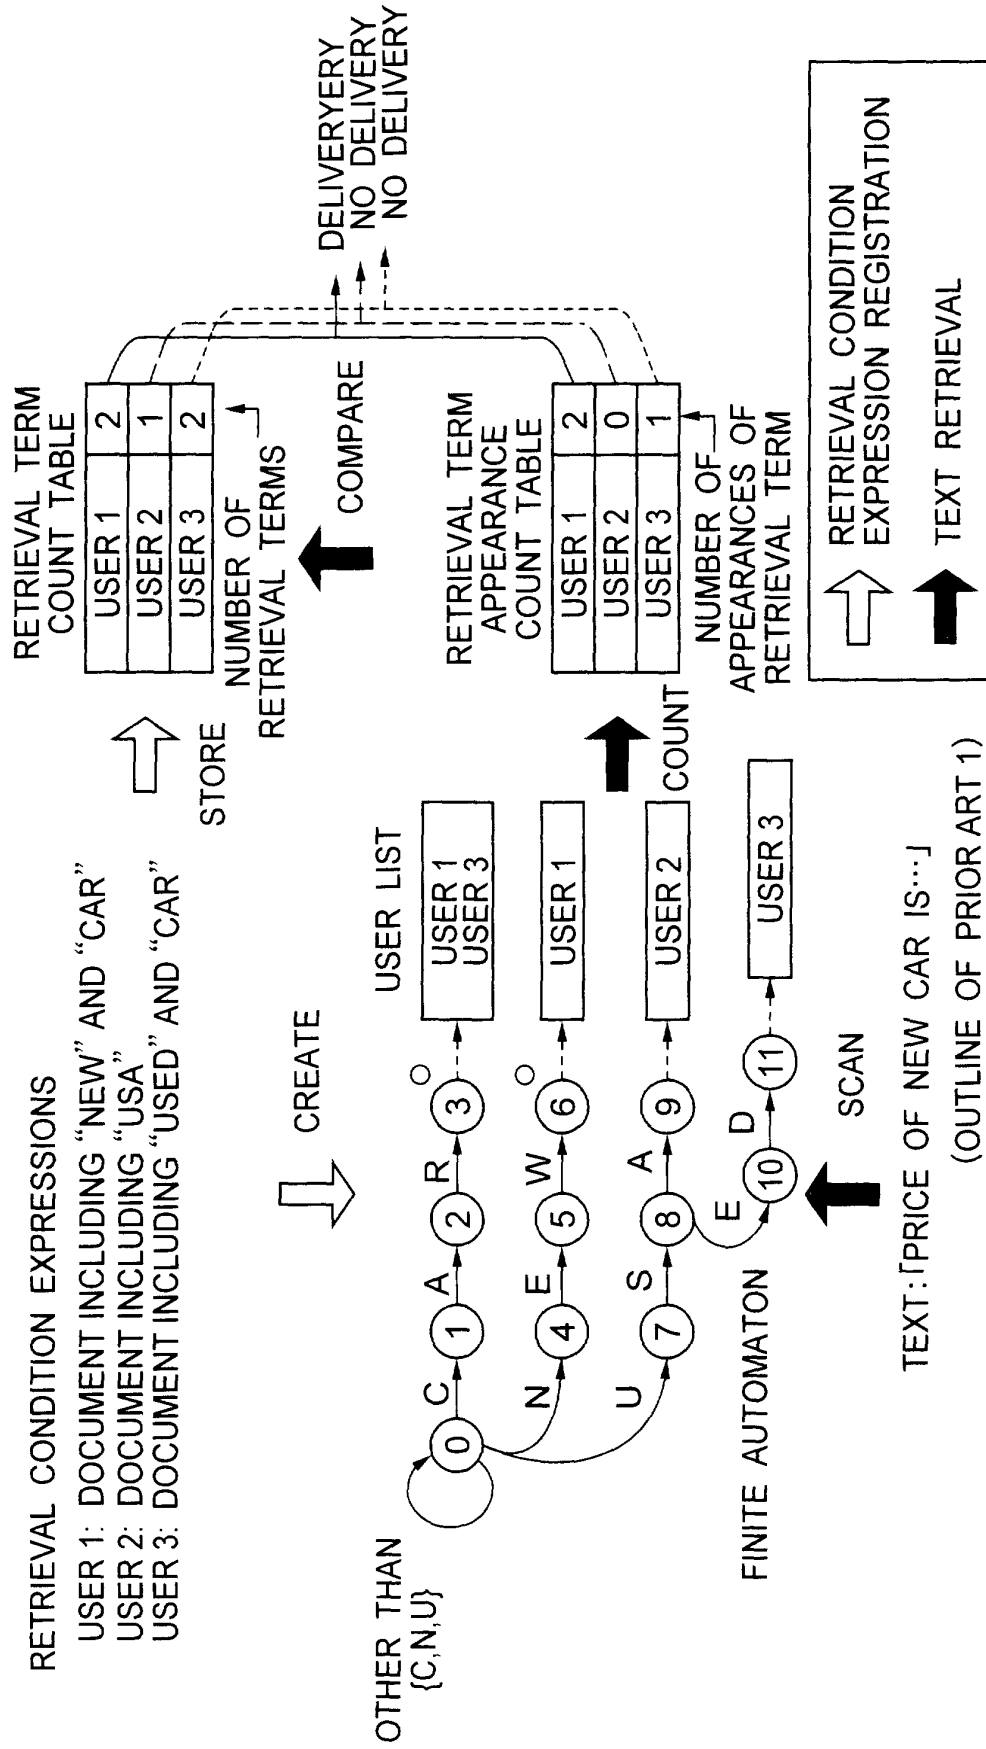 RETRIEVAL CONDITION EXPRESSIONS
USER 1: DOCUMENT INCLUDING “NEW” AND “CAR”
USER 2: DOCUMENT INCLUDING “USA”
USER 3: DOCUMENT INCLUDING “USED” AND “CAR”
STORE
RETRIEVAL TERM
COUNT TABLE
USER 1 2
USER 2 1
USER 3 2
NUMBER OF
RETRIEVAL TERMS
COMPARE
DELIVERYERY
NO DELIVERY
NO DELIVERY
CREATE
OTHER THAN
{C,N,U}
0
C
1
A
2
R
3
N
4
E
5
W
6
U
7
S
8
A
9
E
10
D
11
FINITE AUTOMATON
USER LIST
USER 1
USER 3
USER 1
USER 2
USER 3
COUNT
RETRIEVAL TERM
APPEARANCE
COUNT TABLE
USER 1 2
USER 2 0
USER 3 1
NUMBER OF
APPEARANCES OF
RETRIEVAL TERM
SCAN
TEXT:「PRICE OF NEW CAR IS…」
(OUTLINE OF PRIOR ART 1)
RETRIEVAL CONDITION
EXPRESSION REGISTRATION
TEXT RETRIEVAL